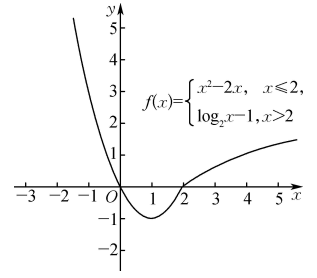 y
5
4
3
f(x)={x²−2x, x⩽2,
log₂x−1, x>2
2
1
−3 −2 −1 O 1 2 3 4 5 x
−1
−2